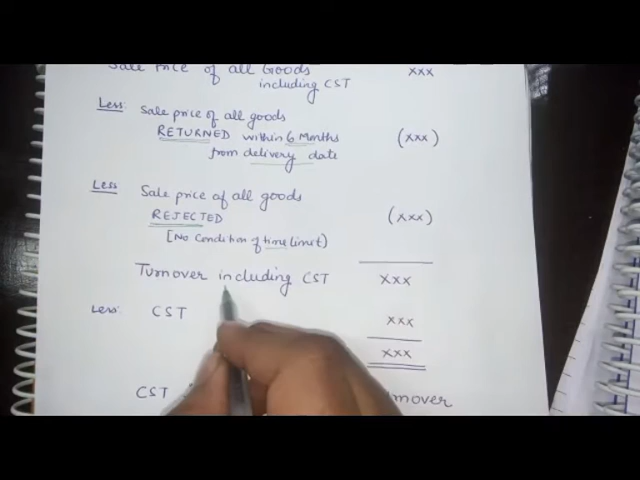 Sale Price of all Goods xxx
including CST
Less Sale price of all goods
RETURNED within 6 Months (xxx)
from delivery date
Less Sale price of all goods
REJECTED (xxx)
[No Condition of time limit)
Turnover including CST xxx
Less: CST xxx
xxx
CST